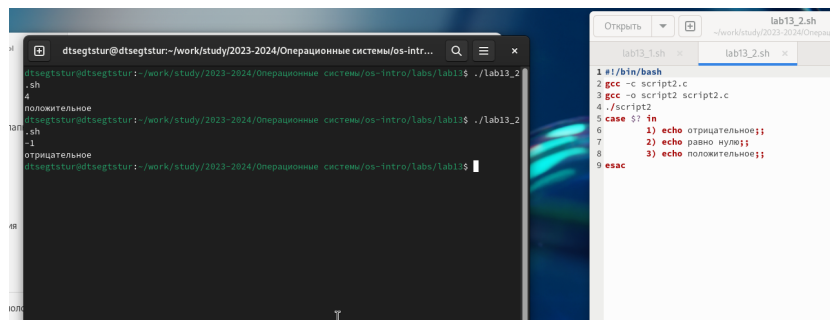 dtsegtstur@dtsegtstur:~/work/study/2023-2024/Операционные системы/os-intr...
dtsegtstur@dtsegtstur:~/work/study/2023-2024/Операционные системы/os-intro/labs/lab13$ ./lab13_2
.sh
4
положительное
dtsegtstur@dtsegtstur:~/work/study/2023-2024/Операционные системы/os-intro/labs/lab13$ ./lab13_2
.sh
-1
отрицательное
dtsegtstur@dtsegtstur:~/work/study/2023-2024/Операционные системы/os-intro/labs/lab13$
Открыть
lab13_2.sh
~/work/study/2023-2024/Операц
lab13_1.sh × lab13_2.sh ×
1 #!/bin/bash
2 gcc -c script2.c
3 gcc -o script2 script2.c
4 ./script2
5 case $? in
6 1) echo отрицательное;;
7 2) echo равно нулю;;
8 3) echo положительное;;
9 esac